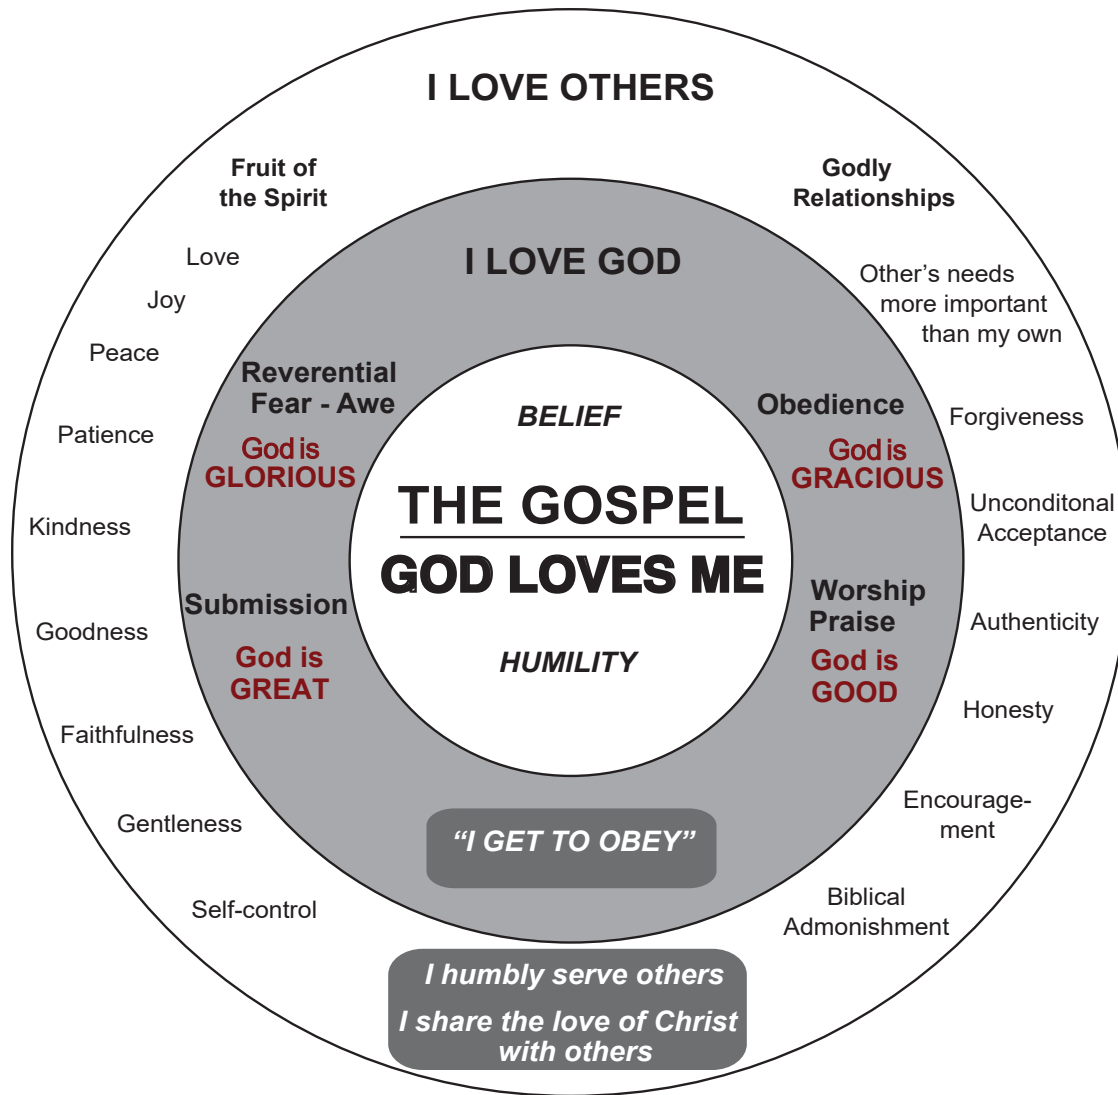 I LOVE OTHERS
Fruit of
the Spirit
Love
Joy
Peace
Patience
Kindness
Goodness
Faithfulness
Gentleness
Self-control
Godly
Relationships
Other's needs
more important
than my own
Forgiveness
Unconditonal
Acceptance
Authenticity
Honesty
Encourage-
ment
Biblical
Admonishment
I LOVE GOD
Reverential
Fear - Awe
God is
GLORIOUS
Submission
God is
GREAT
Obedience
God is
GRACIOUS
Worship
Praise
God is
GOOD
BELIEF
THE GOSPEL
GOD LOVES ME
HUMILITY
“I GET TO OBEY”
I humbly serve others
I share the love of Christ
with others